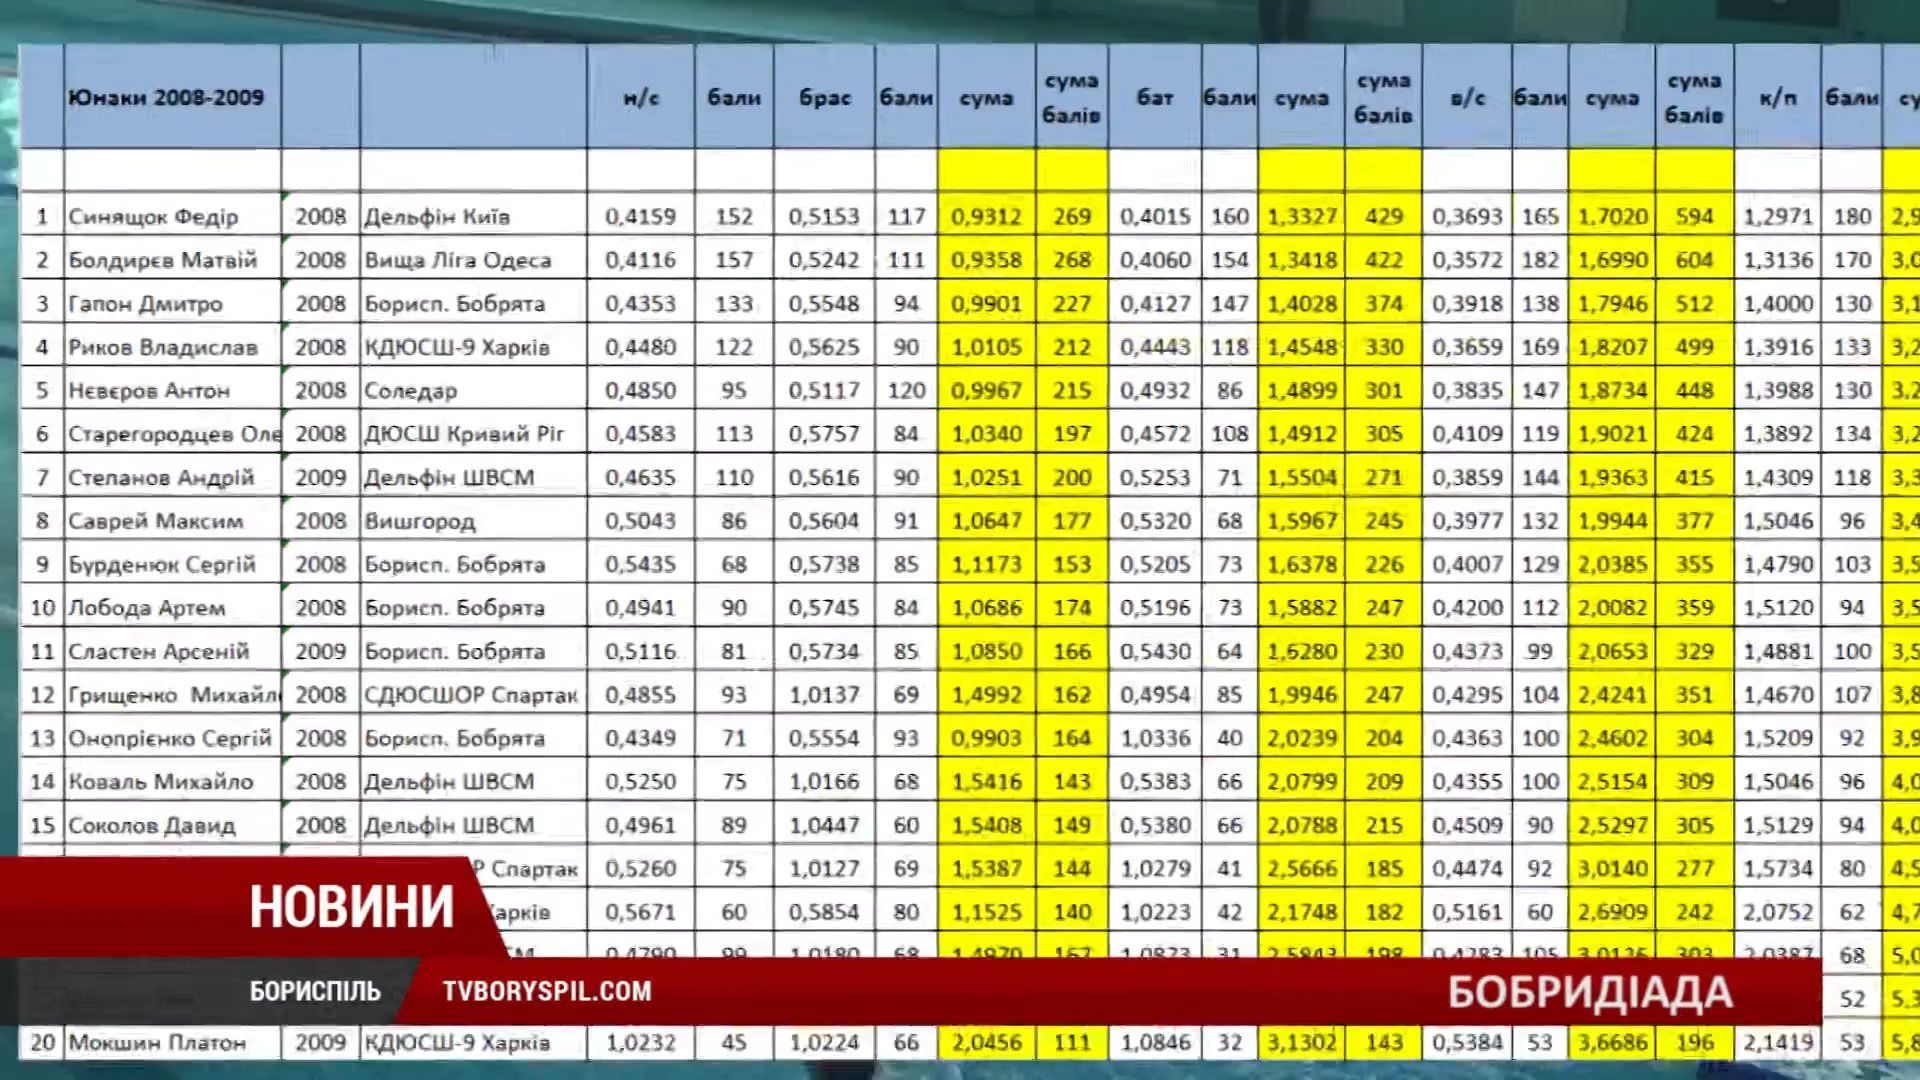 Юнаки 2008-2009 н/с бали брас бали сума сума балів бат бали сума сума балів в/с бали сума сума балів к/п бали
1 Синящок Федір 2008 Дельфін Київ 0,4159 152 0,5153 117 0,9312 269 0,4015 160 1,3327 429 0,3693 165 1,7020 594 1,2971 180 2,9
2 Болдирєв Матвій 2008 Вища Ліга Одеса 0,4116 157 0,5242 111 0,9358 268 0,4060 154 1,3418 422 0,3572 182 1,6990 604 1,3136 170 3,0
3 Гапон Дмитро 2008 Борисп. Бобрята 0,4353 133 0,5548 94 0,9901 227 0,4127 147 1,4028 374 0,3918 138 1,7946 512 1,4000 130 3,1
4 Риков Владислав 2008 КДЮСШ-9 Харків 0,4480 122 0,5625 90 1,0105 212 0,4443 118 1,4548 330 0,3659 169 1,8207 499 1,3916 133 3,2
5 Нєвєров Антон 2008 Соледар 0,4850 95 0,5117 120 0,9967 215 0,4932 86 1,4899 301 0,3835 147 1,8734 448 1,3988 130 3,2
6 Старегородцев Оле 2008 ДЮСШ Кривий Ріг 0,4583 113 0,5757 84 1,0340 197 0,4572 108 1,4912 305 0,4109 119 1,9021 424 1,3892 134 3,2
7 Степанов Андрій 2009 Дельфін ШВСМ 0,4635 110 0,5616 90 1,0251 200 0,5253 71 1,5504 271 0,3859 144 1,9363 415 1,4309 118 3,3
8 Саврей Максим 2008 Вишгород 0,5043 86 0,5604 91 1,0647 177 0,5320 68 1,5967 245 0,3977 132 1,9944 377 1,5046 96 3,4
9 Бурденюк Сергій 2008 Борисп. Бобрята 0,5435 68 0,5738 85 1,1173 153 0,5205 73 1,6378 226 0,4007 129 2,0385 355 1,4790 103 3,5
10 Лобода Артем 2008 Борисп. Бобрята 0,4941 90 0,5745 84 1,0686 174 0,5196 73 1,5882 247 0,4200 112 2,0082 359 1,5120 94 3,5
11 Сластен Арсеній 2009 Борисп. Бобрята 0,5116 81 0,5734 85 1,0850 166 0,5430 64 1,6280 230 0,4373 99 2,0653 329 1,4881 100 3,5
12 Грищенко Михайл 2008 СДЮСШОР Спартак 0,4855 93 1,0137 69 1,4992 162 0,4954 85 1,9946 247 0,4295 104 2,4241 351 1,4670 107 3,8
13 Онопрієнко Сергій 2008 Борисп. Бобрята 0,4349 71 0,5554 93 0,9903 164 1,0336 40 2,0239 204 0,4363 100 2,4602 304 1,5209 92 3,9
14 Коваль Михайло 2008 Дельфін ШВСМ 0,5250 75 1,0166 68 1,5416 143 0,5383 66 2,0799 209 0,4355 100 2,5154 309 1,5046 96 4,0
15 Соколов Давид 2008 Дельфін ШВСМ 0,4961 89 1,0447 60 1,5408 149 0,5380 66 2,0788 215 0,4509 90 2,5297 305 1,5129 94 4,0
Р Спартак 0,5260 75 1,0127 69 1,5387 144 1,0279 41 2,5666 185 0,4474 92 3,0140 277 1,5734 80 4,5
Харків 0,5671 60 0,5854 80 1,1525 140 1,0223 42 2,1748 182 0,5161 60 2,6909 242 2,0752 62 4,7
НОВИНИ
68 5,0
БОРИСПІЛЬ TVBORYSPIL.COM БОБРИДІАДА 52 5,3
20 Мокшин Платон 2009 КДЮСШ-9 Харків 1,0232 45 1,0224 66 2,0456 111 1,0846 32 3,1302 143 0,5384 53 3,6686 196 2,1419 53 5,8